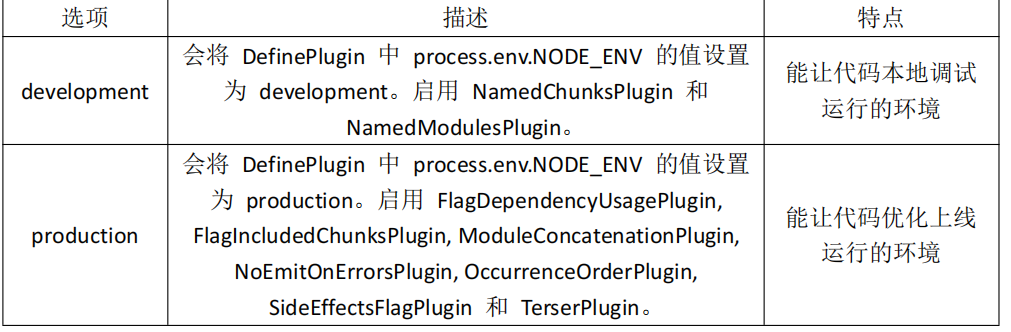 选项 描述 特点
development
会将 DefinePlugin 中 process.env.NODE_ENV 的值设置
为 development。启用 NamedChunksPlugin 和
NamedModulesPlugin。
能让代码本地调试
运行的环境
production
会将 DefinePlugin 中 process.env.NODE_ENV 的值设置
为 production。启用 FlagDependencyUsagePlugin,
FlagIncludedChunksPlugin, ModuleConcatenationPlugin,
NoEmitOnErrorsPlugin, OccurrenceOrderPlugin,
SideEffectsFlagPlugin 和 TerserPlugin。
能让代码优化上线
运行的环境